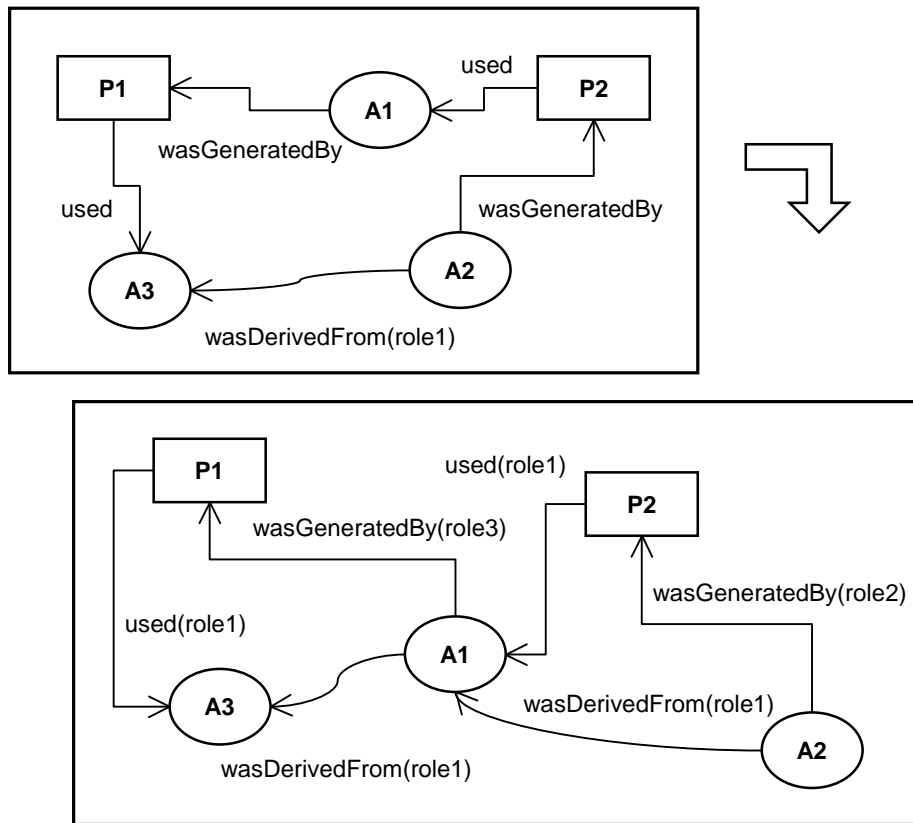 used
P1
A1
P2
wasGeneratedBy
used
wasGeneratedBy
A3
A2
wasDerivedFrom(role1)
P1
used(role1)
P2
wasGeneratedBy(role3)
wasGeneratedBy(role2)
used(role1)
A1
A3
wasDerivedFrom(role1)
A2
wasDerivedFrom(role1)